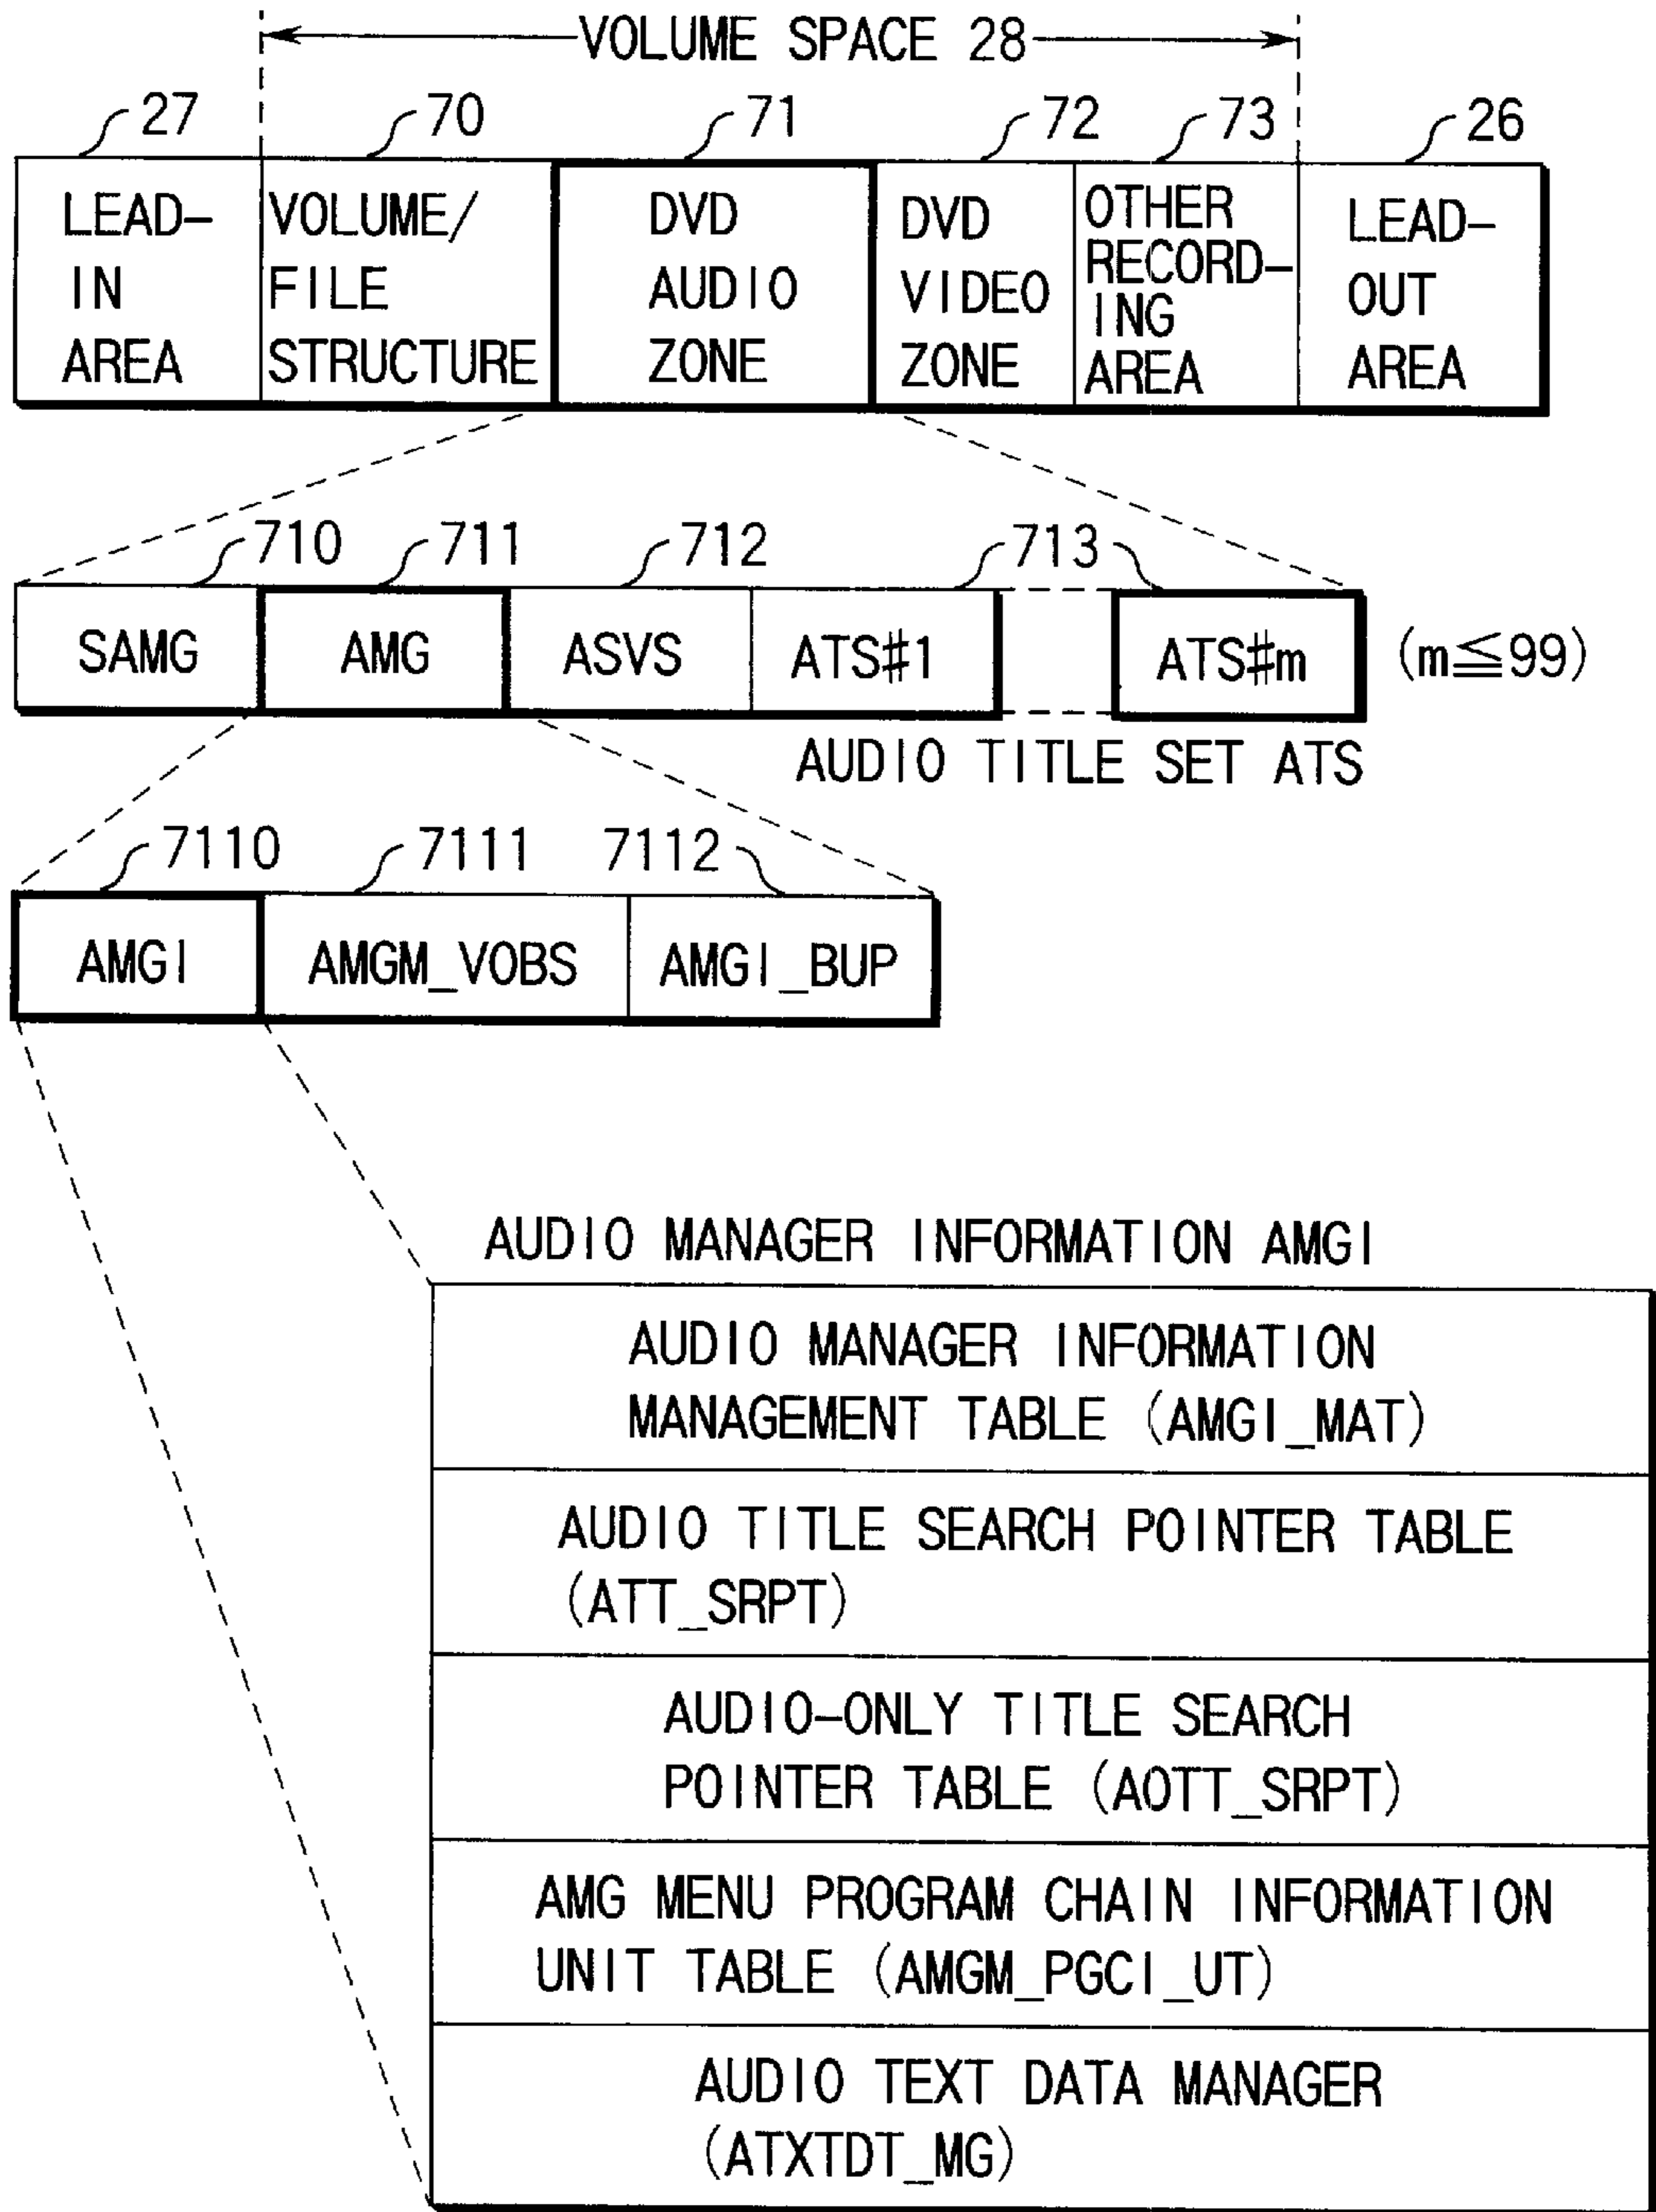 VOLUME SPACE 28
27 70 71 72 73 26
LEAD-
IN
AREA
VOLUME/
FILE
STRUCTURE
DVD
AUDIO
ZONE
DVD
VIDEO
ZONE
OTHER
RECORD-
ING
AREA
LEAD-
OUT
AREA
710 711 712 713
SAMG AMG ASVS ATS#1 ATS#m (m≦99)
AUDIO TITLE SET ATS
7110 7111 7112
AMGI AMGM_VOBS AMGI_BUP
AUDIO MANAGER INFORMATION AMGI
AUDIO MANAGER INFORMATION
MANAGEMENT TABLE (AMGI_MAT)
AUDIO TITLE SEARCH POINTER TABLE
(ATT_SRPT)
AUDIO-ONLY TITLE SEARCH
POINTER TABLE (AOTT_SRPT)
AMG MENU PROGRAM CHAIN INFORMATION
UNIT TABLE (AMGM_PGCI_UT)
AUDIO TEXT DATA MANAGER
(ATXTDT_MG)